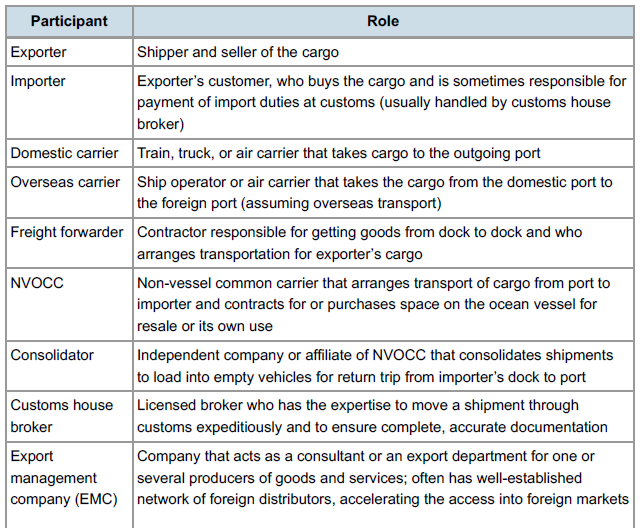 Participant Role
Exporter Shipper and seller of the cargo
Importer Exporter’s customer, who buys the cargo and is sometimes responsible for
payment of import duties at customs (usually handled by customs house
broker)
Domestic carrier Train, truck, or air carrier that takes cargo to the outgoing port
Overseas carrier Ship operator or air carrier that takes the cargo from the domestic port to
the foreign port (assuming overseas transport)
Freight forwarder Contractor responsible for getting goods from dock to dock and who
arranges transportation for exporter’s cargo
NVOCC Non-vessel common carrier that arranges transport of cargo from port to
importer and contracts for or purchases space on the ocean vessel for
resale or its own use
Consolidator Independent company or affiliate of NVOCC that consolidates shipments
to load into empty vehicles for return trip from importer’s dock to port
Customs house Licensed broker who has the expertise to move a shipment through
broker customs expeditiously and to ensure complete, accurate documentation
Export Company that acts as a consultant or an export department for one or
management several producers of goods and services; often has well-established
company (EMC) network of foreign distributors, accelerating the access into foreign markets